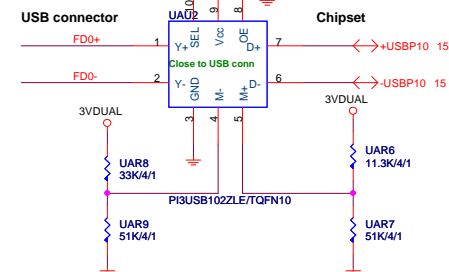 USB connector
Chipset
10
9
8
UAU2
SEL
Vcc
OE
FD0+
1
Y+
D+
7
+USBP10 15
Close to USB conn
FD0-
2
Y-
D-
6
-USBP10 15
GND
M-
M+
3
4
5
3VDUAL
3VDUAL
UAR8
33K/4/1
UAR6
11.3K/4/1
PI3USB102ZLE/TQFN10
UAR9
51K/4/1
UAR7
51K/4/1